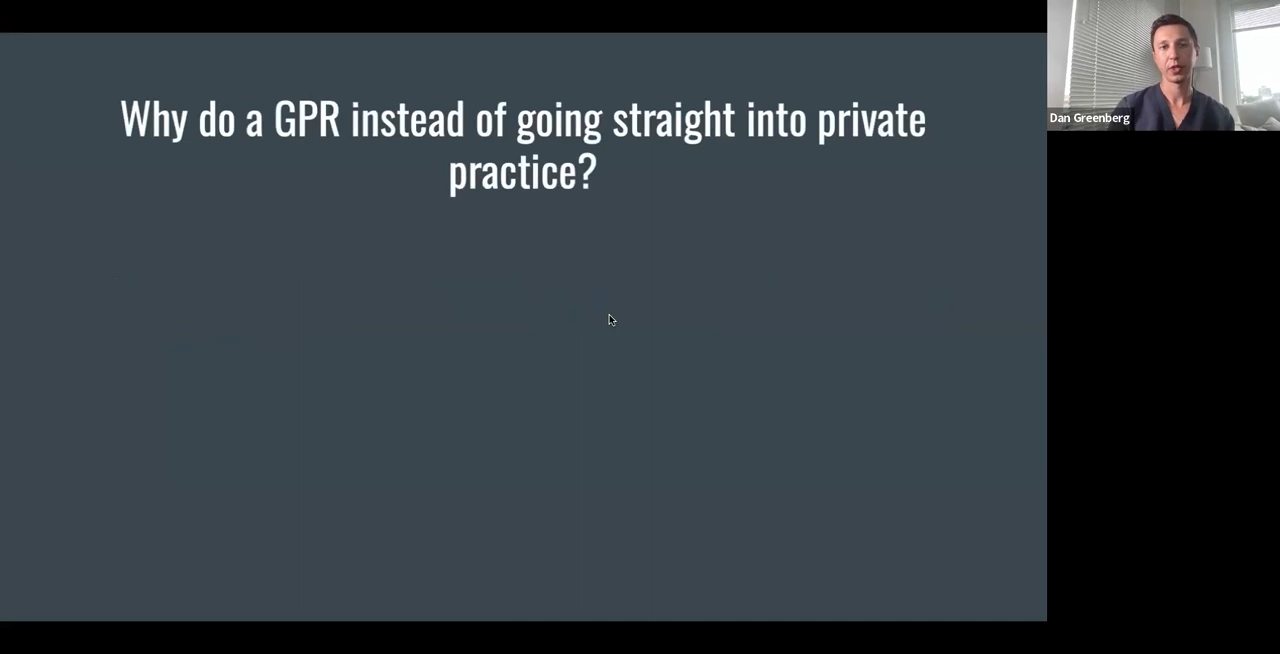 Why do a GPR instead of going straight into private
practice?
Dan Greenberg